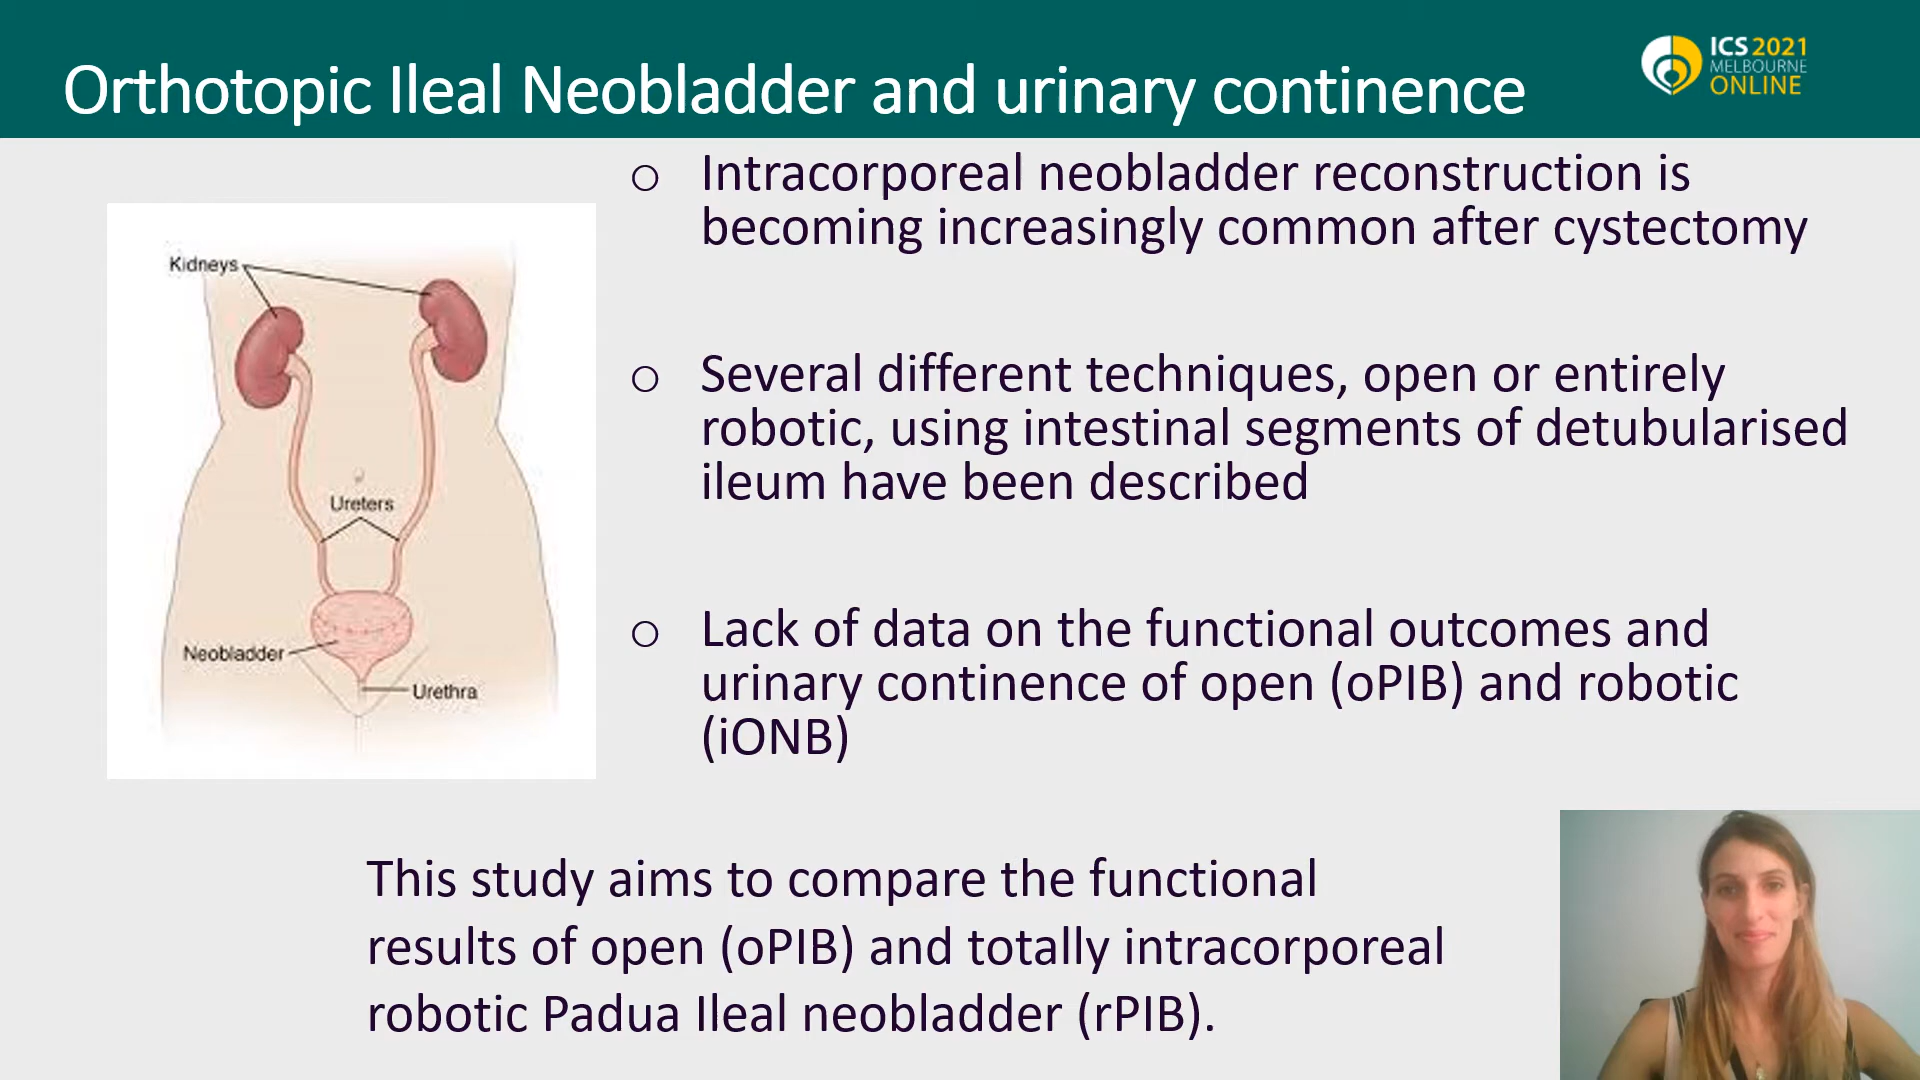 Orthotopic Ileal Neobladder and urinary continence
ICS 2021
MELBOURNE
ONLINE
Kidneys
Ureters
Neobladder
Urethra
o Intracorporeal neobladder reconstruction is
becoming increasingly common after cystectomy
o Several different techniques, open or entirely
robotic, using intestinal segments of detubularised
ileum have been described
o Lack of data on the functional outcomes and
urinary continence of open (oPIB) and robotic
(iONB)
This study aims to compare the functional
results of open (oPIB) and totally intracorporeal
robotic Padua Ileal neobladder (rPIB).